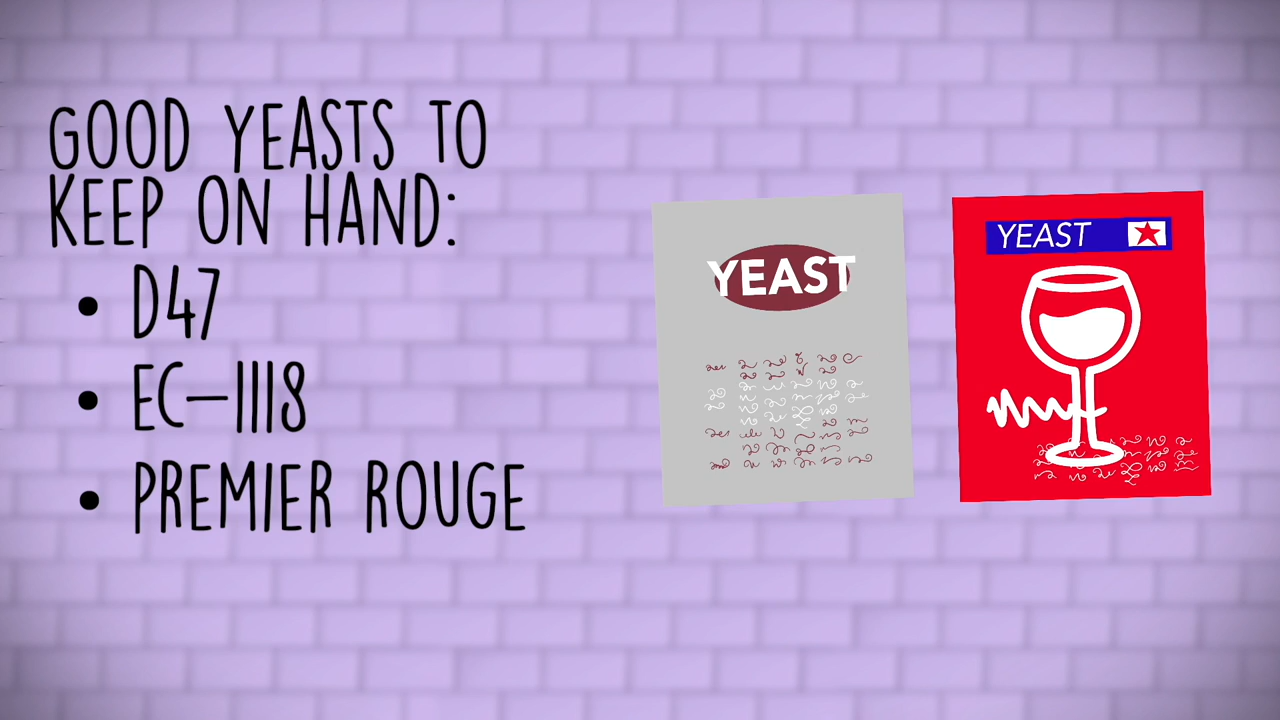 GOOD YEASTS TO
KEEP ON HAND:
• D47
• EC-1118
• PREMIER ROUGE
YEAST
YEAST